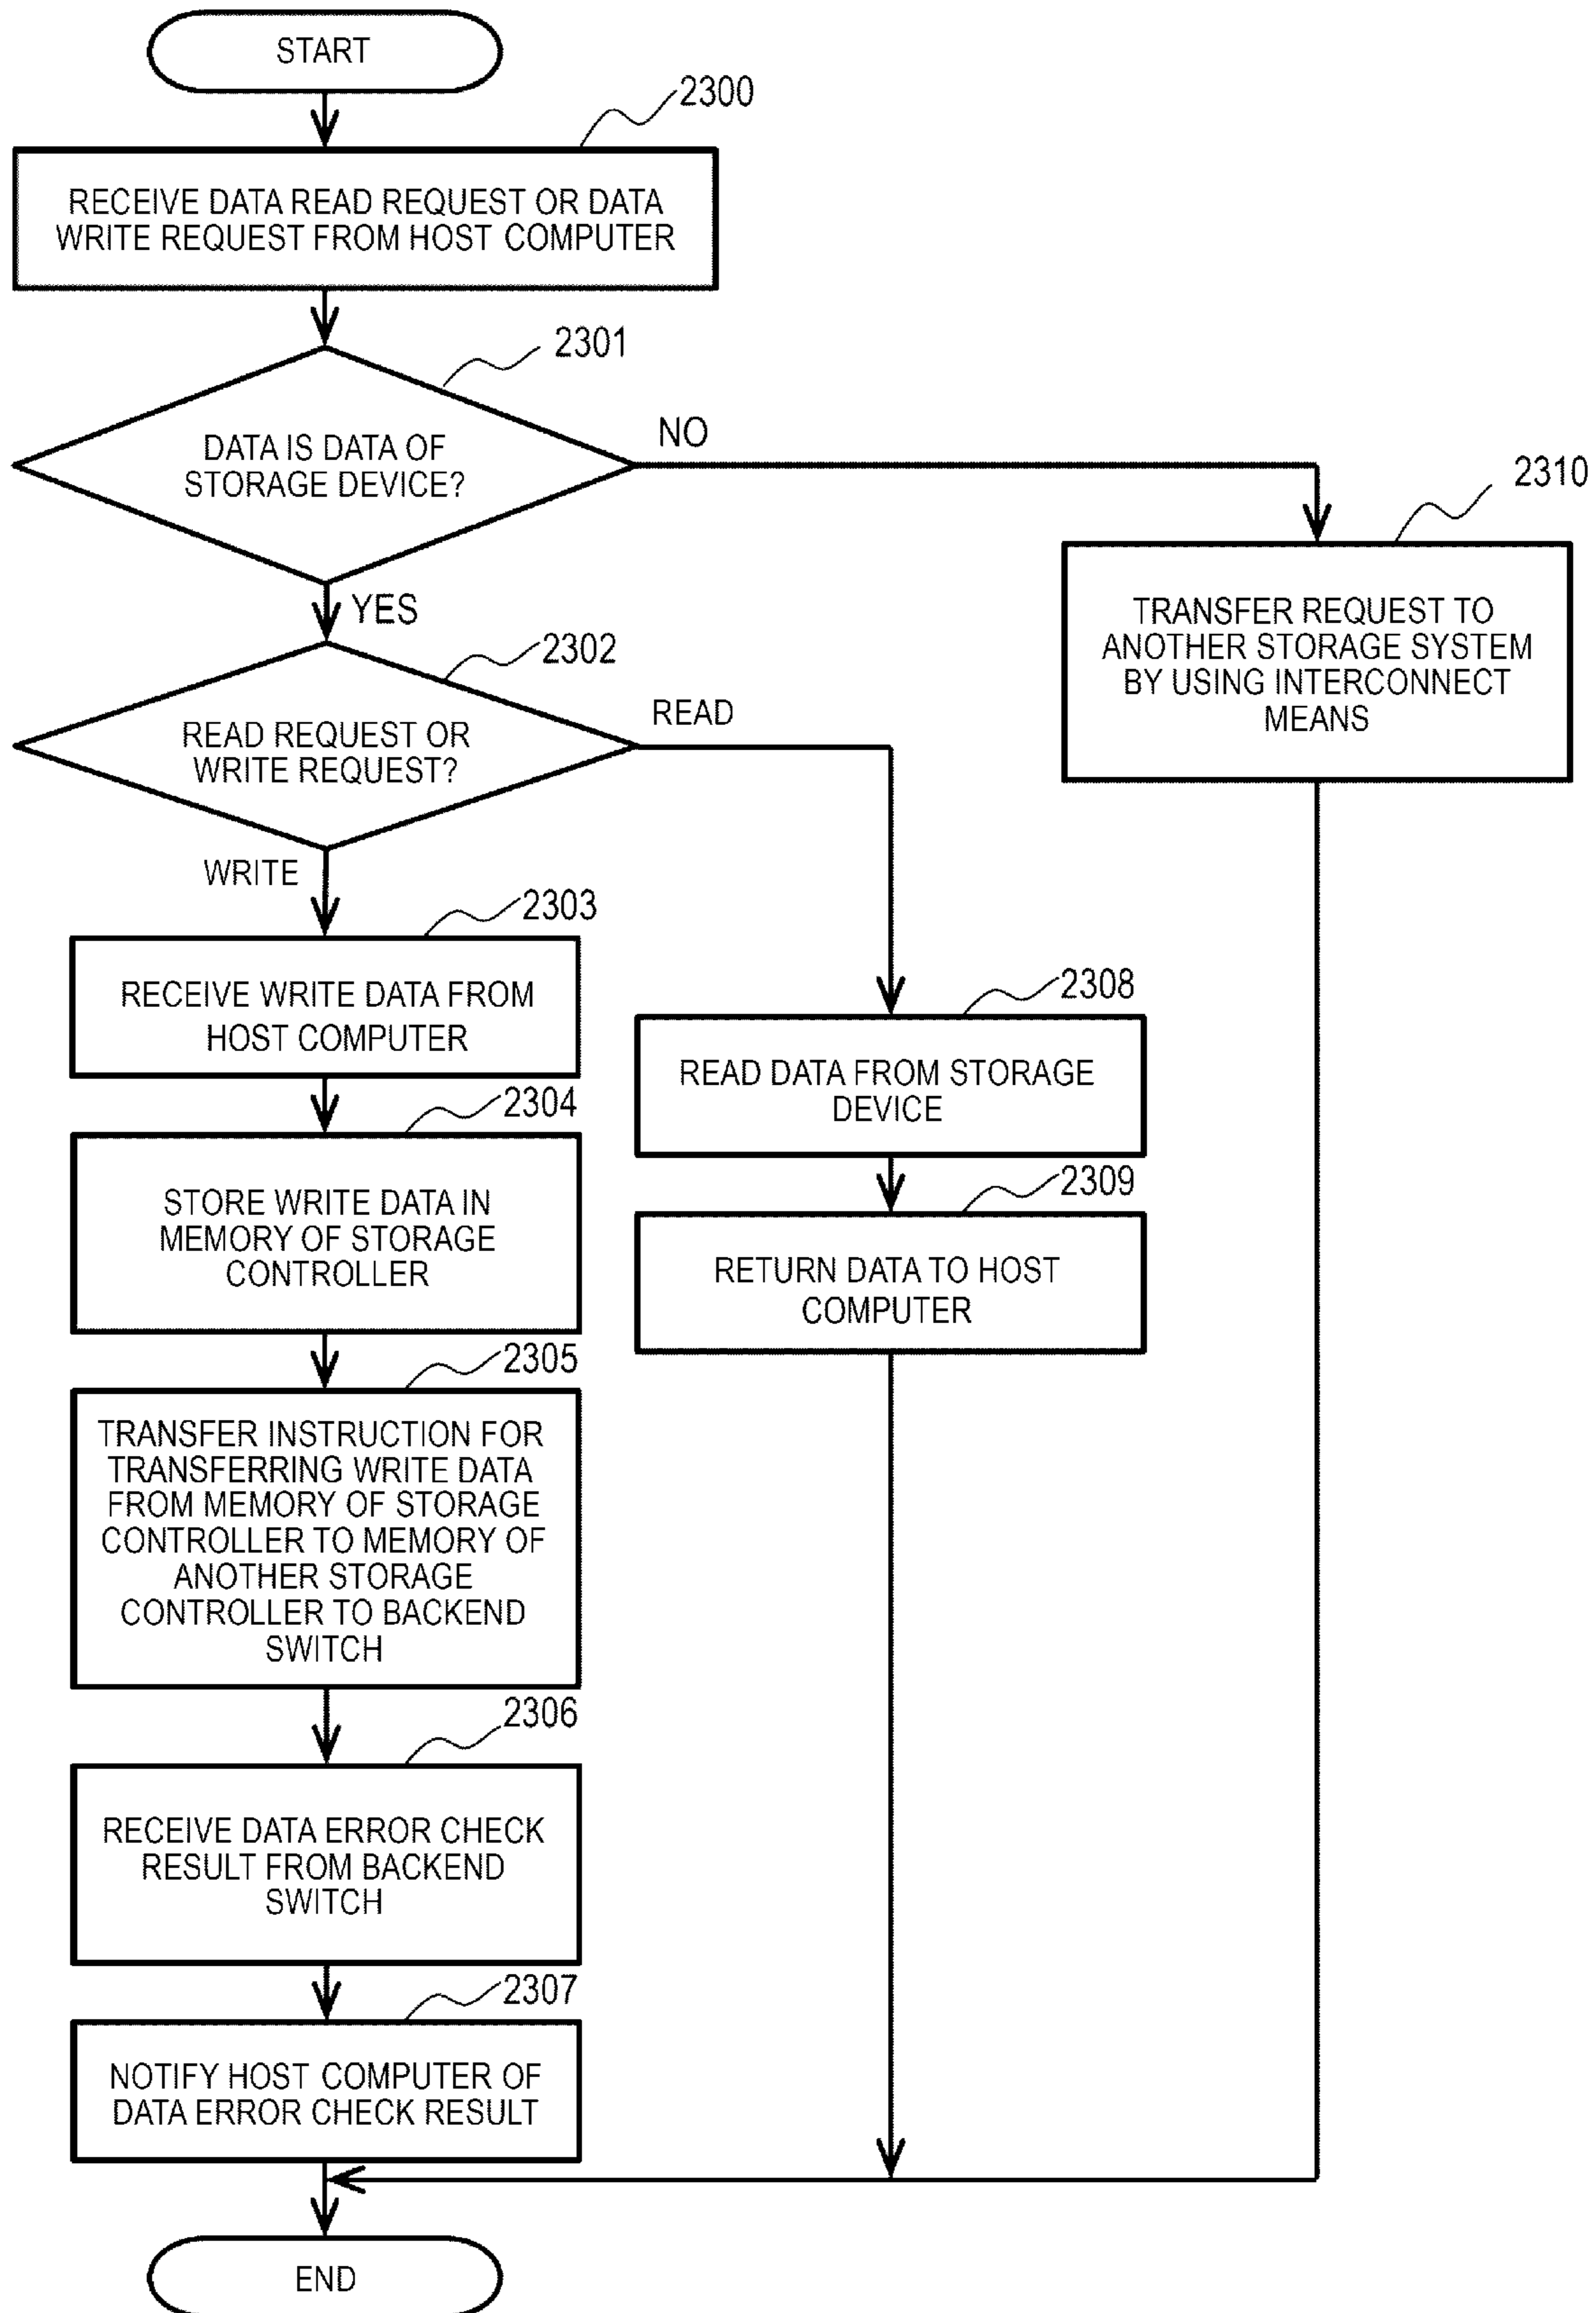 START
2300
RECEIVE DATA READ REQUEST OR DATA
WRITE REQUEST FROM HOST COMPUTER
2301
DATA IS DATA OF
STORAGE DEVICE?
NO
YES
2310
TRANSFER REQUEST TO
ANOTHER STORAGE SYSTEM
BY USING INTERCONNECT
MEANS
2302
READ REQUEST OR
WRITE REQUEST?
READ
WRITE
2303
RECEIVE WRITE DATA FROM
HOST COMPUTER
2304
STORE WRITE DATA IN
MEMORY OF STORAGE
CONTROLLER
2305
TRANSFER INSTRUCTION FOR
TRANSFERRING WRITE DATA
FROM MEMORY OF STORAGE
CONTROLLER TO MEMORY OF
ANOTHER STORAGE
CONTROLLER TO BACKEND
SWITCH
2306
RECEIVE DATA ERROR CHECK
RESULT FROM BACKEND
SWITCH
2307
NOTIFY HOST COMPUTER OF
DATA ERROR CHECK RESULT
2308
READ DATA FROM STORAGE
DEVICE
2309
RETURN DATA TO HOST
COMPUTER
END